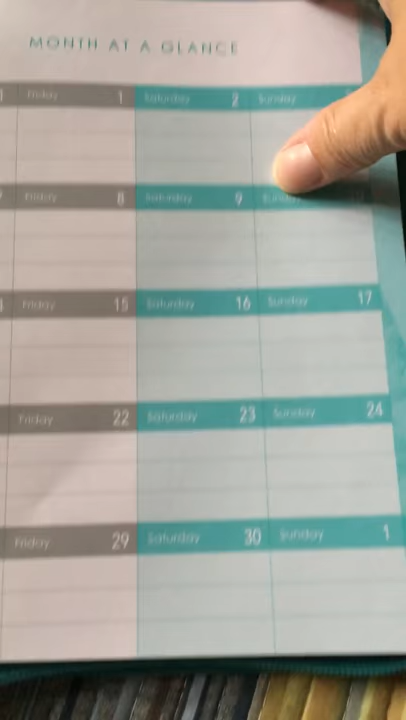 MONTH AT A GLANCE
Friday 1 Saturday 2 Sunday
Friday 8 Saturday 9 Sunday
Friday 15 Saturday 16 Sunday 17
Friday 22 Saturday 23 Sunday 24
Friday 29 Saturday 30 Sunday 1